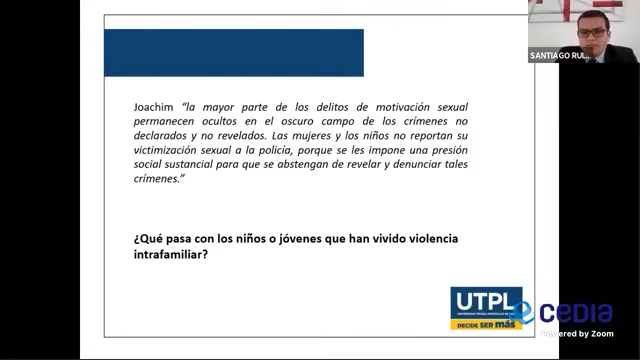 SANTIAGO RU...
Joachim "la mayor parte de los delitos de motivación sexual
permanecen ocultos en el oscuro campo de los crímenes no
declarados y no revelados. Las mujeres y los niños no reportan su
victimización sexual a la policía, porque se les impone una presión
social sustancial para que se abstengan de revelar y denunciar tales
crímenes."
¿Qué pasa con los niños o jóvenes que han vivido violencia
intrafamiliar?
UTPL
DECIDE SER más
cedia
Powered by Zoom